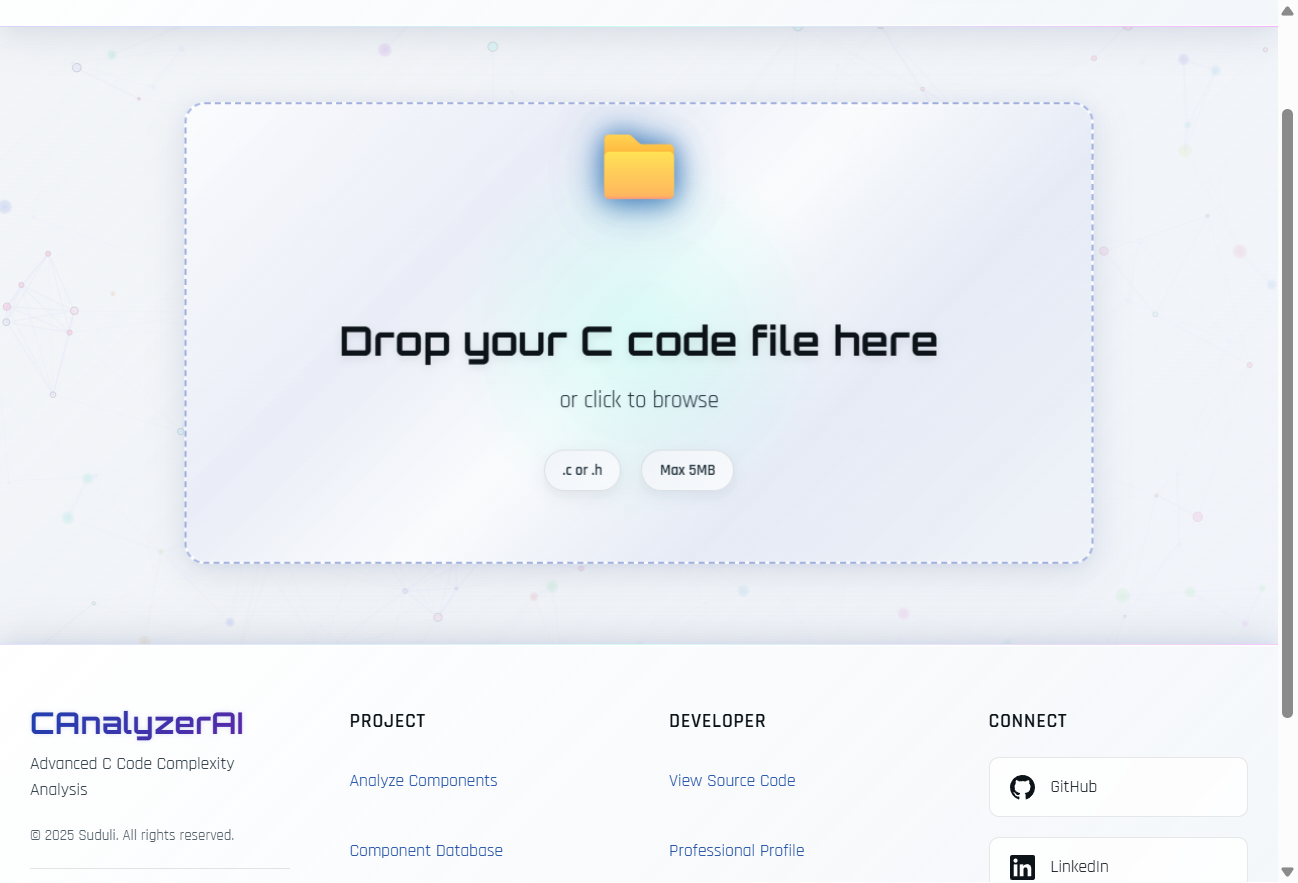 Drop your C code file here
or click to browse
.c or .h
Max 5MB
CAnalyzerAI
Advanced C Code Complexity
Analysis
© 2025 Suduli. All rights reserved.
PROJECT
Analyze Components
Component Database
DEVELOPER
View Source Code
Professional Profile
CONNECT
GitHub
LinkedIn